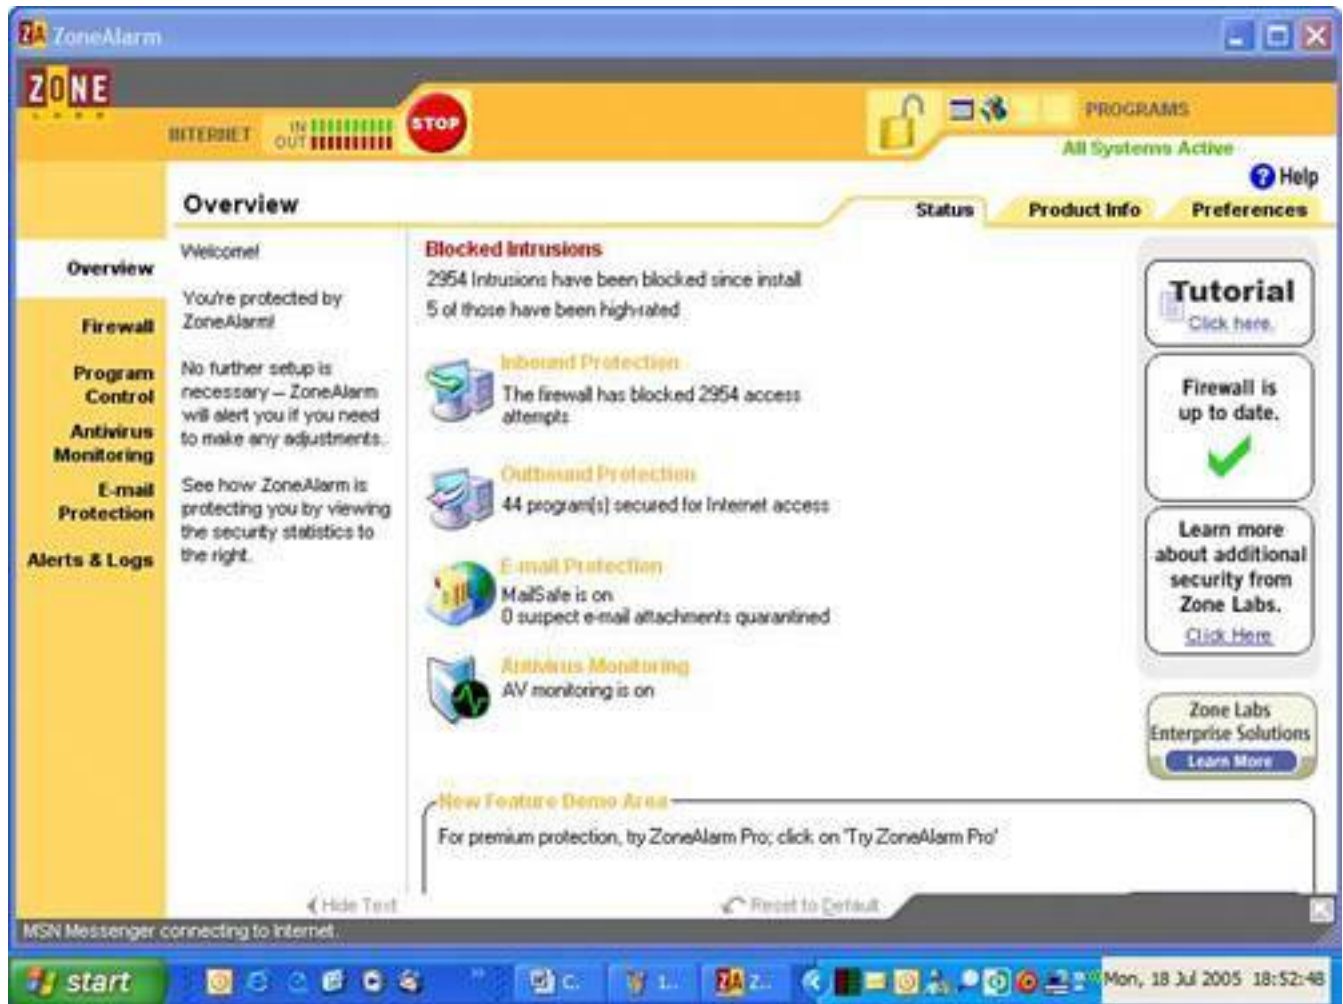 ZoneAlarm
ZONE
LABS
INTERNET
IN
OUT
STOP
PROGRAMS
All Systems Active
Help
Overview
Status
Product Info
Preferences
Overview
Firewall
Program
Control
Antivirus
Monitoring
E-mail
Protection
Alerts & Logs
Welcome!
You're protected by
ZoneAlarm!
No further setup is
necessary – ZoneAlarm
will alert you if you need
to make any adjustments.
See how ZoneAlarm is
protecting you by viewing
the security statistics to
the right.
Blocked Intrusions
2954 Intrusions have been blocked since install
5 of those have been high-rated
Inbound Protection
The firewall has blocked 2954 access
attempts
Outbound Protection
44 program(s) secured for Internet access
E-mail Protection
MailSafe is on
0 suspect e-mail attachments quarantined
Antivirus Monitoring
AV monitoring is on
Tutorial
Click here.
Firewall is
up to date.
Learn more
about additional
security from
Zone Labs.
Click Here
Zone Labs
Enterprise Solutions
Learn More
New Feature Demo Area
For premium protection, try ZoneAlarm Pro; click on 'Try ZoneAlarm Pro'
Hide Text
Reset to Default
MSN Messenger connecting to Internet.
start
C.
1..
ZA Z..
Mon, 18 Jul 2005 18:52:48